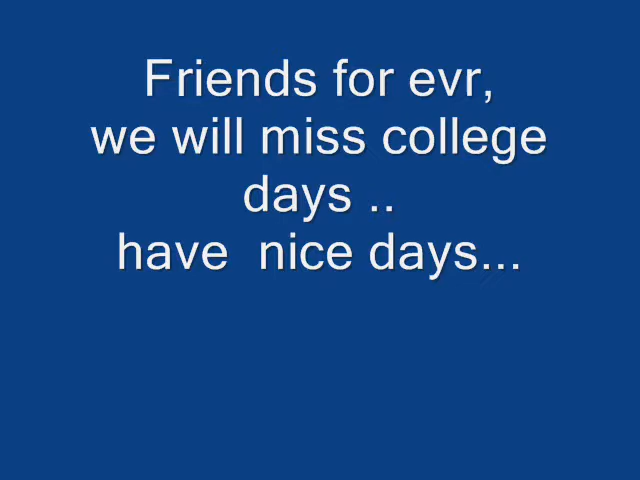 Friends for evr,
we will miss college
days ..
have  nice days...